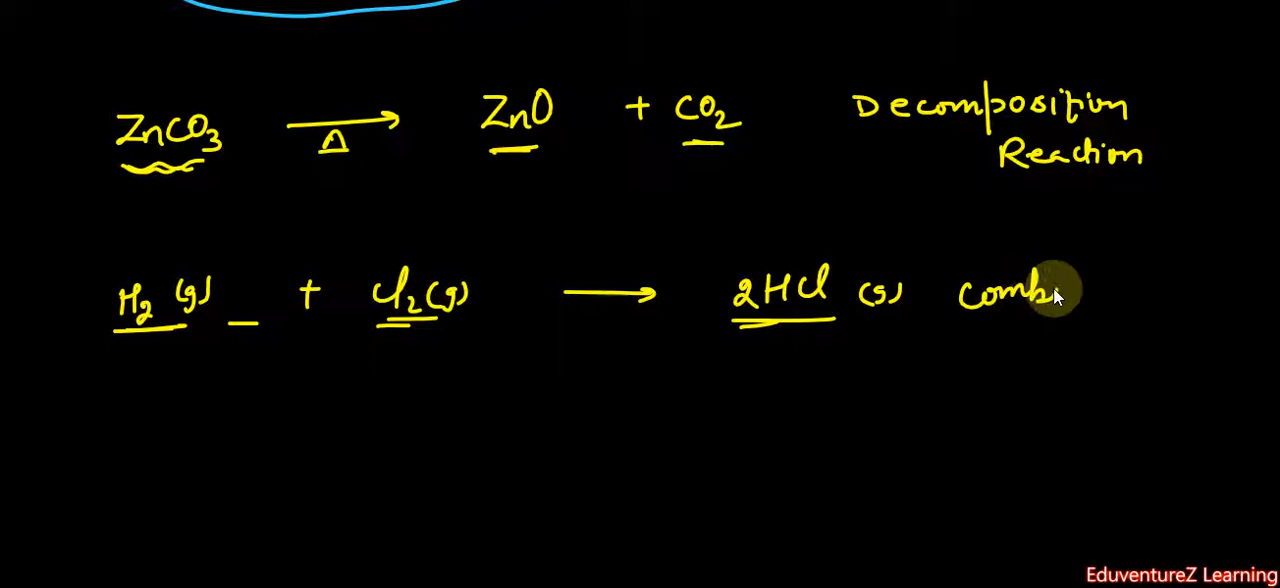 ZnCO₃ →Δ ZnO + CO₂ Decomposition
Reaction
H₂ (g) + Cl₂(g) → 2HCl (g) Comb
EduventureZ Learning